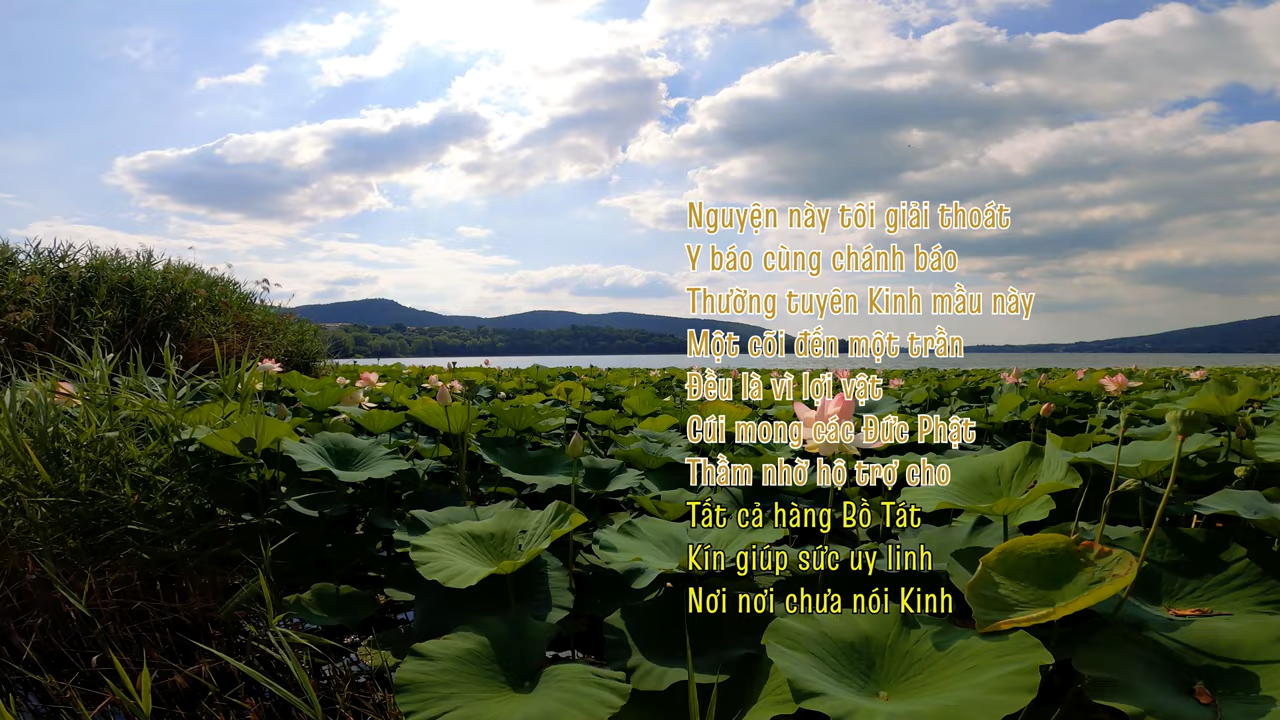 Nguyện này tôi giải thoát
Y báo cùng chánh báo
Thường tuyên Kinh mầu này
Một cõi đến một trần
Đều là vì lợi vật
Cúi mong các Đức Phật
Thầm nhờ hộ trợ cho
Tất cả hàng Bồ Tát
Kín giúp sức uy linh
Nơi nơi chưa nói Kinh